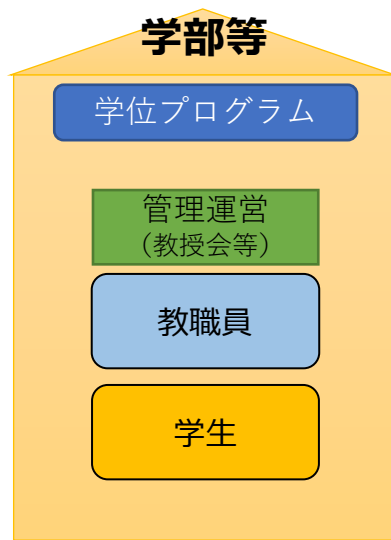 学部等
学位プログラム
管理運営
（教授会等）
教職員
学生